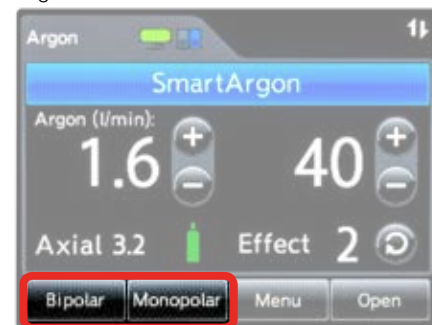 Argon
SmartArgon
Argon (l/min):
1.6 + - 40 + -
Axial 3.2 Effect 2
Bipolar Monopolar Menu Open